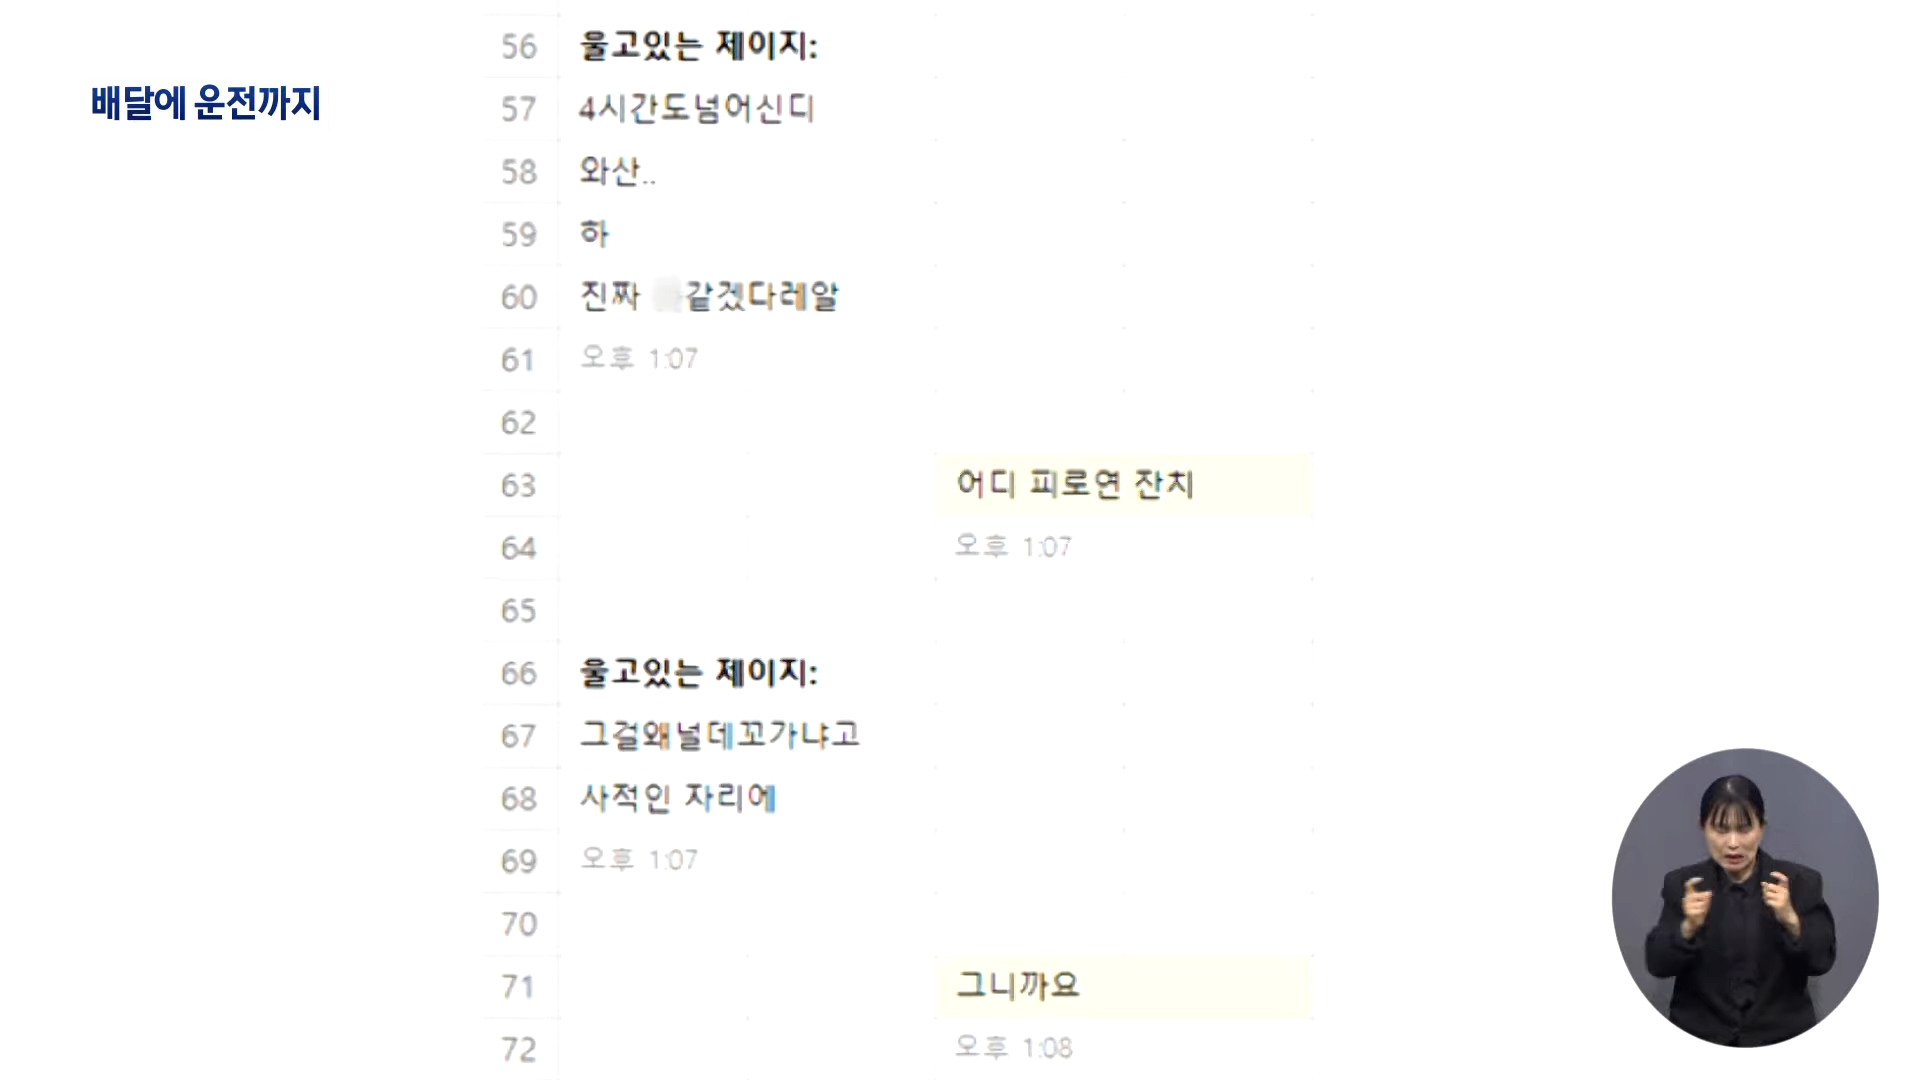 배달에 운전까지
56 울고있는 제이지:
57 4시간도넘어신디
58 와산..
59 하
60 진짜 같겠다레알
61 오후 1:07
62
63 어디 피로연 잔치
64 오후 1:07
65
66 울고있는 제이지:
67 그걸왜널데꼬가냐고
68 사적인 자리에
69 오후 1:07
70
71 그니까요
72 오후 1:08